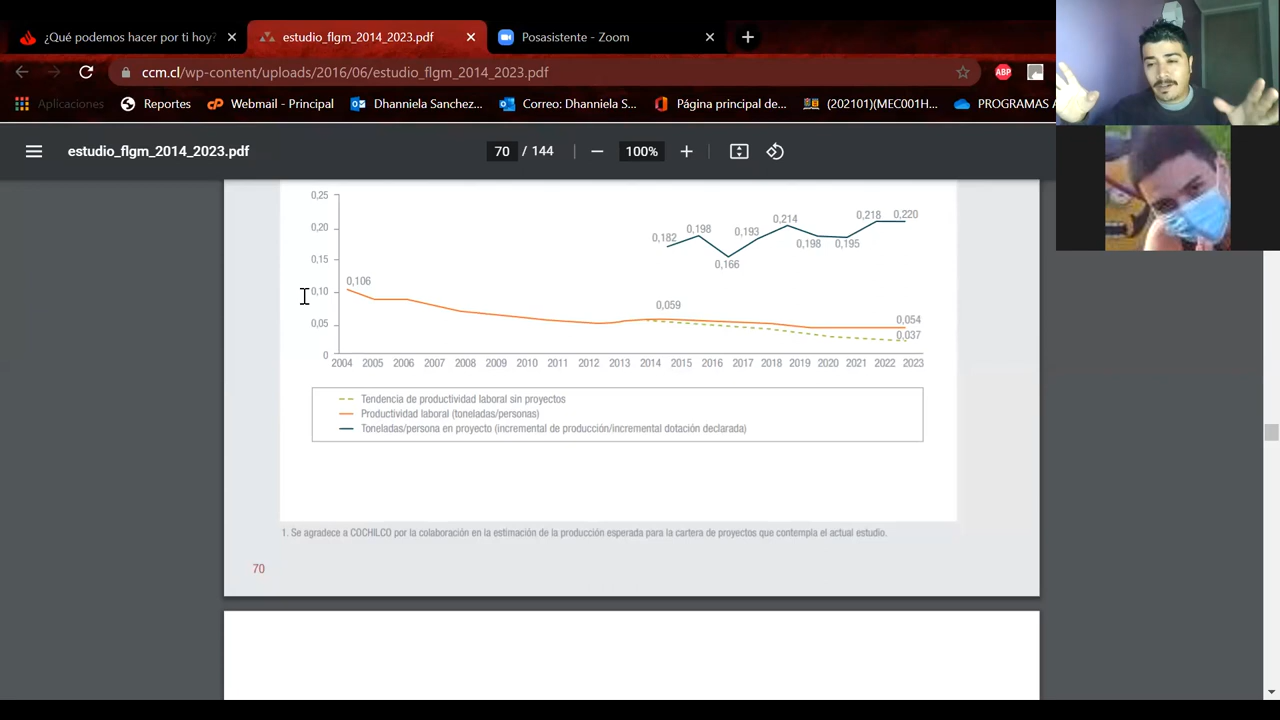 ¿Qué podemos hacer por ti hoy?
estudio_flgm_2014_2023.pdf
Posasistente - Zoom
ccm.cl/wp-content/uploads/2016/06/estudio_flgm_2014_2023.pdf
ABP
Aplicaciones
Reportes
Webmail - Principal
Dhanniela Sanchez...
Correo: Dhanniela S...
Página principal de...
(202101)(MEC001H...
PROGRAMAS A
estudio_flgm_2014_2023.pdf
70 / 144
100%
0,25
0,20
0,15
0,10
0,05
0
0,182
0,198
0,166
0,193
0,214
0,198
0,195
0,218
0,220
0,106
0,059
0,054
0,037
2004 2005 2006 2007 2008 2009 2010 2011 2012 2013 2014 2015 2016 2017 2018 2019 2020 2021 2022 2023
Tendencia de productividad laboral sin proyectos
Productividad laboral (toneladas/personas)
Toneladas/persona en proyecto (incremental de producción/incremental dotación declarada)
1. Se agradece a COCHILCO por la colaboración en la estimación de la producción esperada para la cartera de proyectos que contempla el actual estudio.
70